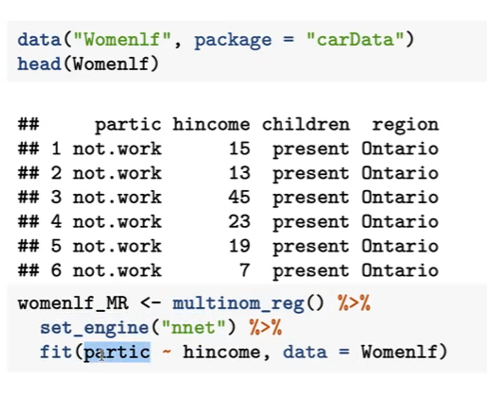 data("Womenlf", package = "carData")
head(Womenlf)
##     partic hincome children  region
## 1 not.work      15  present Ontario
## 2 not.work      13  present Ontario
## 3 not.work      45  present Ontario
## 4 not.work      23  present Ontario
## 5 not.work      19  present Ontario
## 6 not.work       7  present Ontario
womenlf_MR <- multinom_reg() %>%
  set_engine("nnet") %>%
  fit(partic ~ hincome, data = Womenlf)